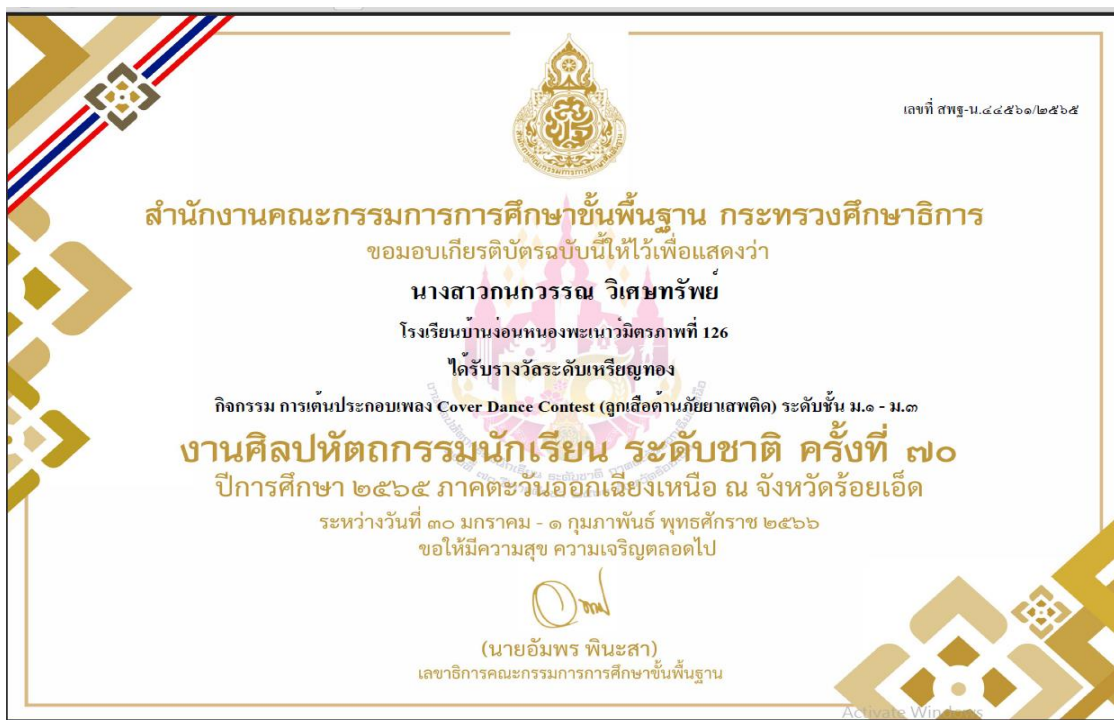 เลขที่ สพฐ-น.๔๔๕๖๑/๒๕๖๕
สำนักงานคณะกรรมการการศึกษาขั้นพื้นฐาน กระทรวงศึกษาธิการ
ขอมอบเกียรติบัตรฉบับนี้ให้ไว้เพื่อแสดงว่า
นางสาวกนกวรรณ วิเศษทรัพย์
โรงเรียนบ้านง่อนหนองพะเนาว์มิตรภาพที่ 126
ได้รับรางวัลระดับเหรียญทอง
กิจกรรม การเต้นประกอบเพลง Cover Dance Contest (ลูกเสือต้านภัยยาเสพติด) ระดับชั้น ม.๑ - ม.๓
งานศิลปหัตถกรรมนักเรียน ระดับชาติ ครั้งที่ ๗๐
ปีการศึกษา ๒๕๖๕ ภาคตะวันออกเฉียงเหนือ ณ จังหวัดร้อยเอ็ด
ระหว่างวันที่ ๓๐ มกราคม - ๑ กุมภาพันธ์ พุทธศักราช ๒๕๖๖
ขอให้มีความสุข ความเจริญตลอดไป
(นายอัมพร พินะสา)
เลขาธิการคณะกรรมการการศึกษาขั้นพื้นฐาน
Activate Windows